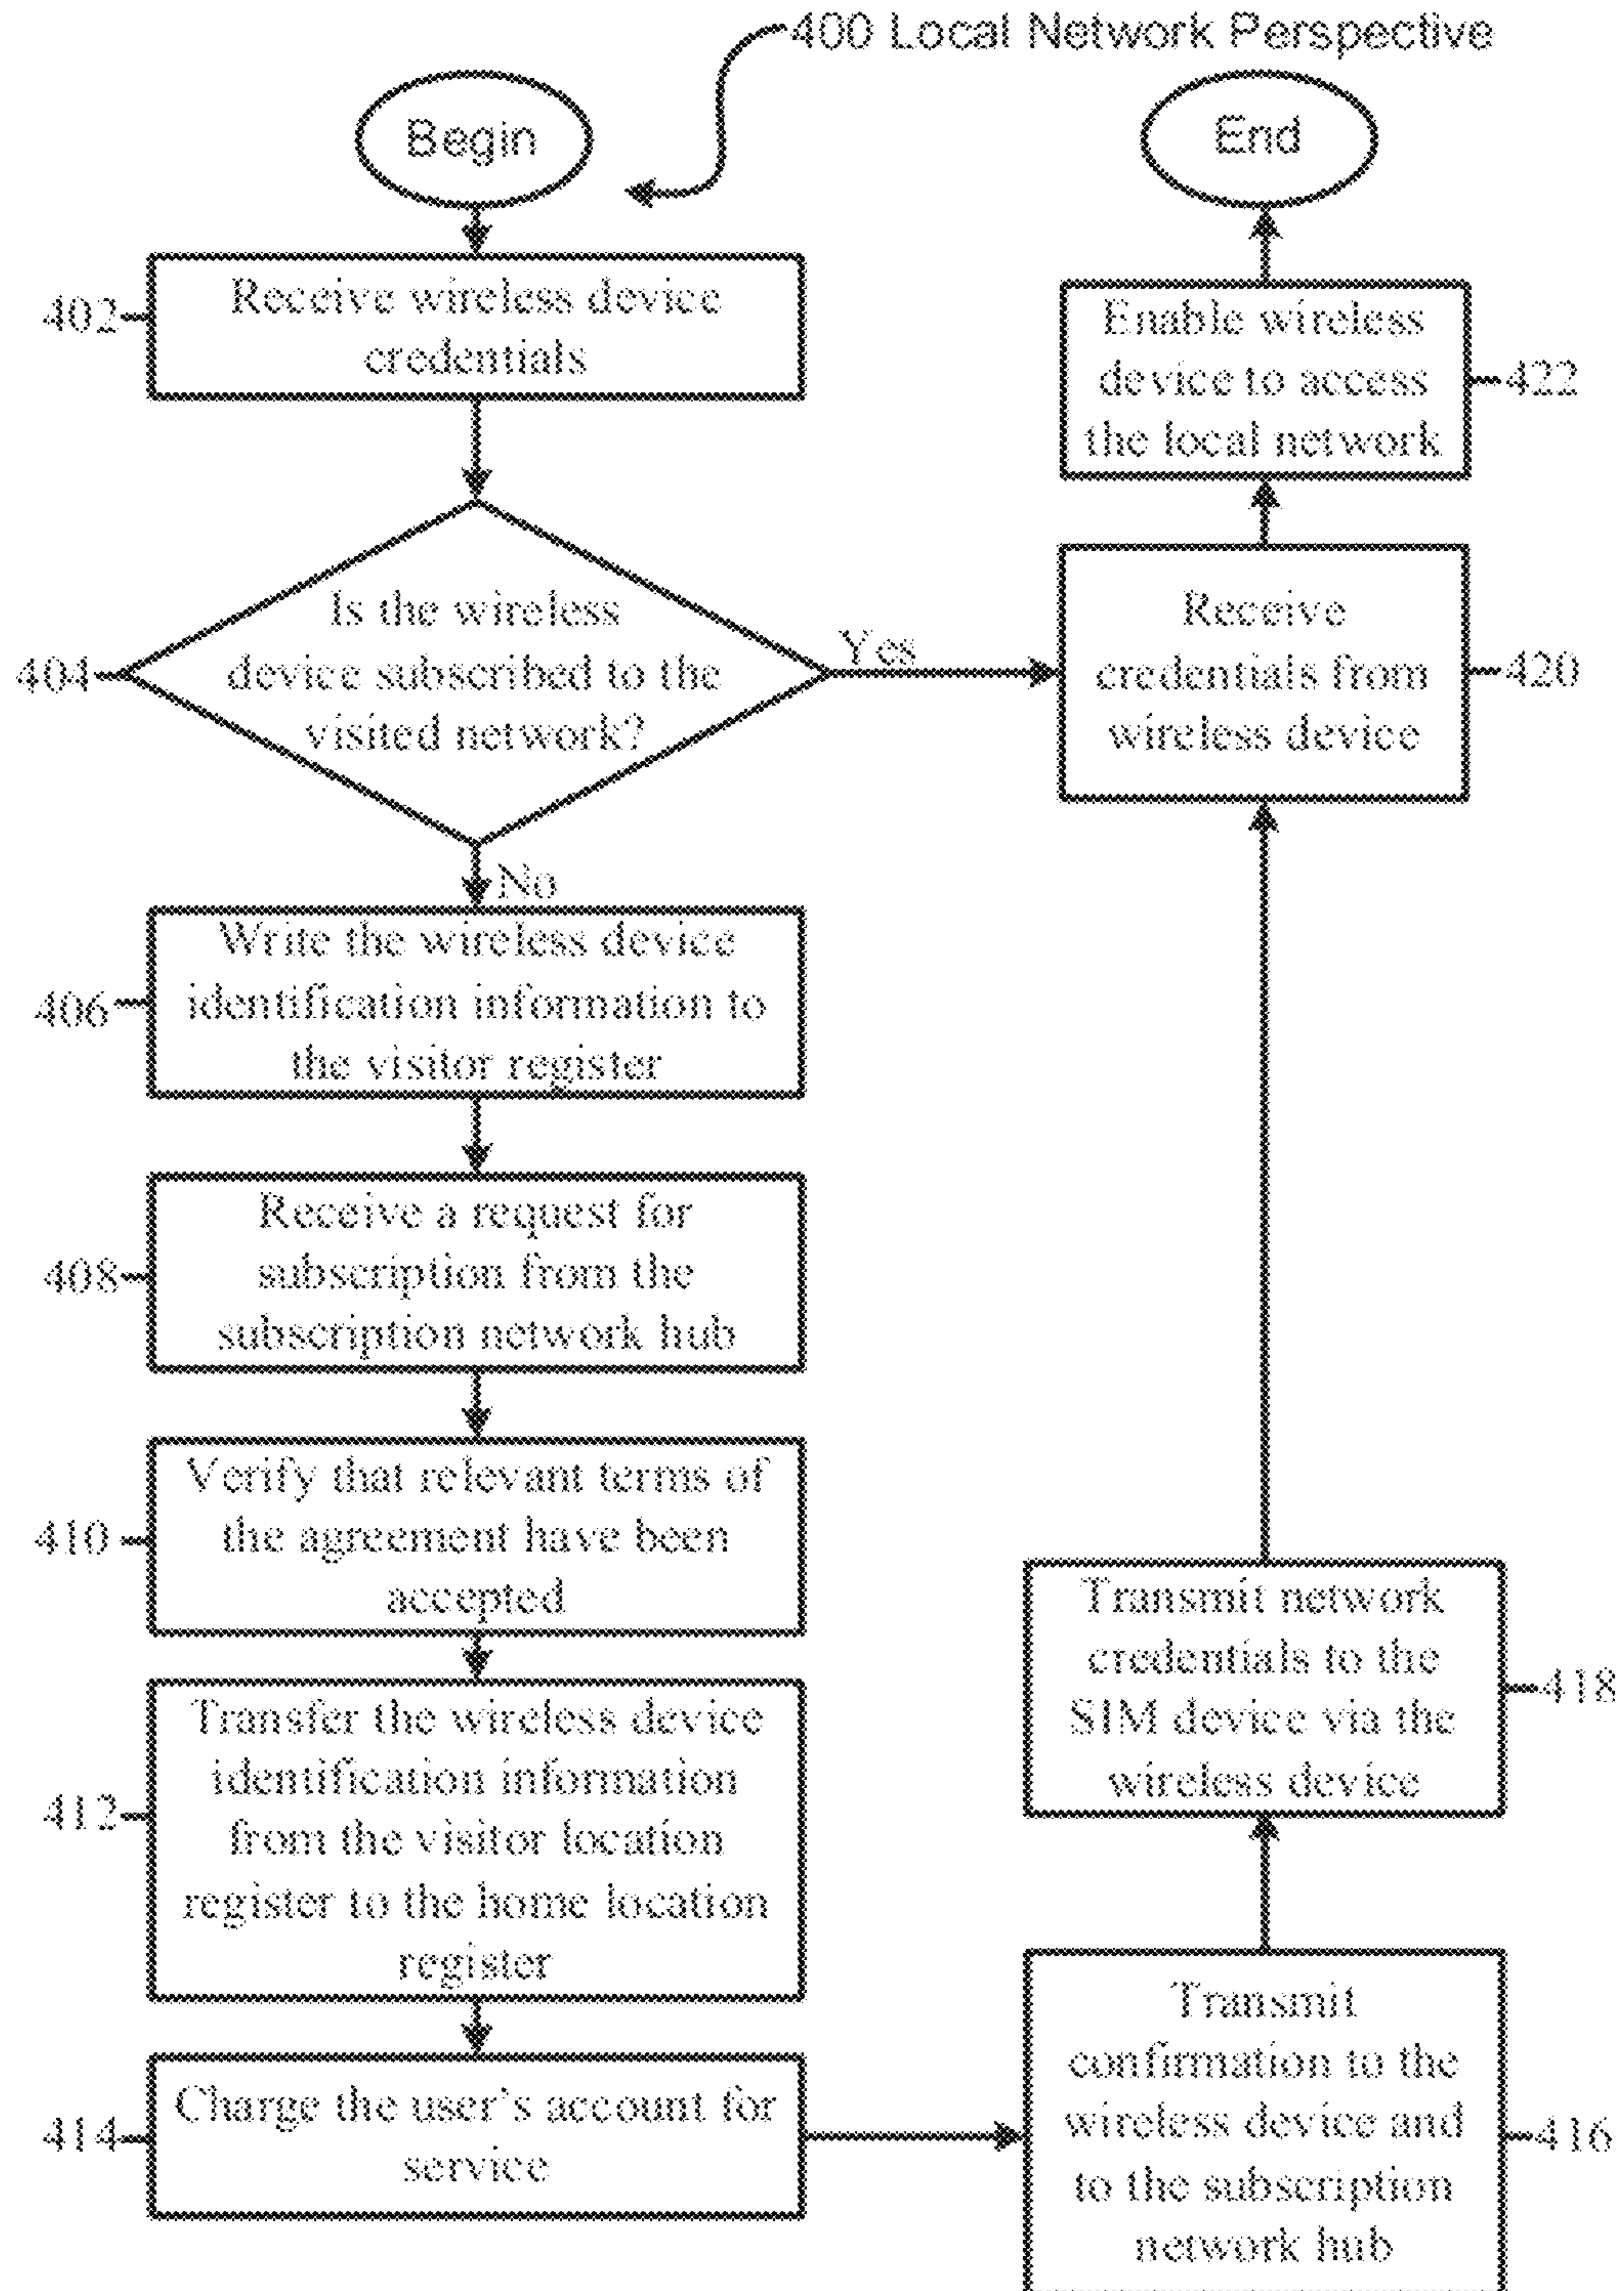 400 Local Network Perspective
Begin
402
Receive wireless device
credentials
404
Is the wireless
device subscribed to the
visited network?
Yes
No
406
Write the wireless device
identification information to
the visitor register
408
Receive a request for
subscription from the
subscription network hub
410
Verify that relevant terms of
the agreement have been
accepted
412
Transfer the wireless device
identification information
from the visitor location
register to the home location
register
414
Charge the user's account for
service
Transmit
confirmation to the
wireless device and
to the subscription
network hub
416
Transmit network
credentials to the
SIM device via the
wireless device
418
Receive
credentials from
wireless device
420
Enable wireless
device to access
the local network
422
End